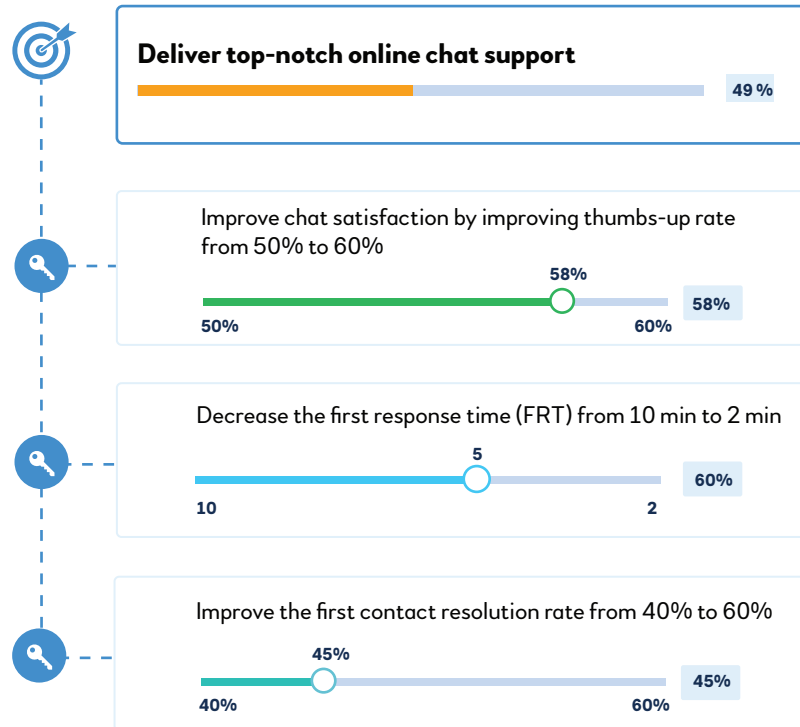 Deliver top-notch online chat support
49 %
Improve chat satisfaction by improving thumbs-up rate
from 50% to 60%
58%
58%
50%
60%
Decrease the first response time (FRT) from 10 min to 2 min
5
60%
10
2
Improve the first contact resolution rate from 40% to 60%
45%
45%
40%
60%